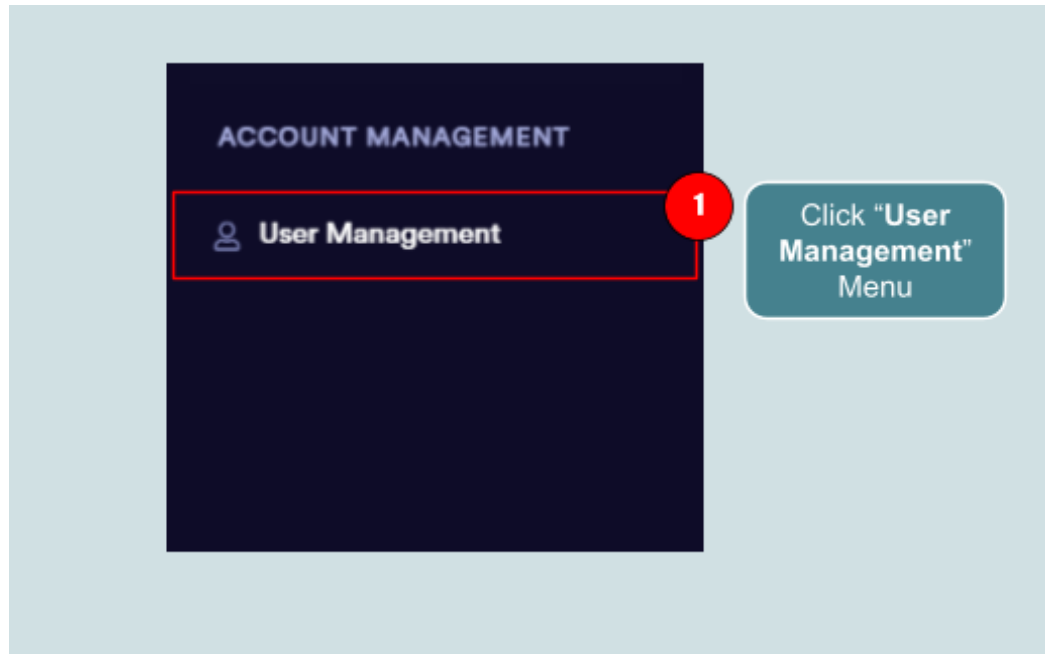 ACCOUNT MANAGEMENT
User Management
1
Click “User
Management”
Menu